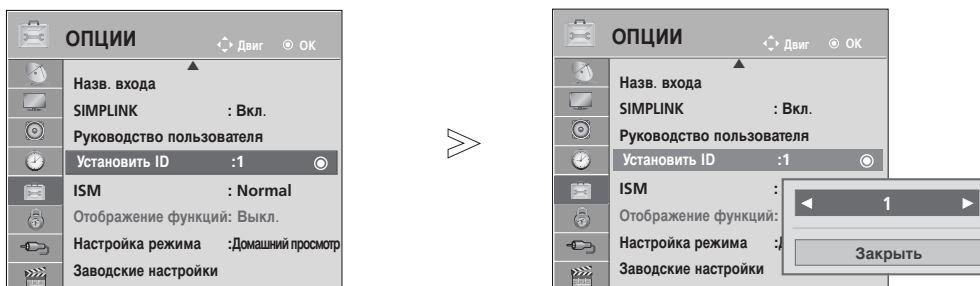 ОПЦИИ Двиг ОК
Назв. входа
SIMPLINK : Вкл.
Руководство пользователя
Установить ID :1
ISM : Normal
Отображение функций: Выкл.
Настройка режима :Домашний просмотр
Заводские настройки
ОПЦИИ Двиг ОК
Назв. входа
SIMPLINK : Вкл.
Руководство пользователя
Установить ID :1
ISM :
Отображение функций:
Настройка режима :
Заводские настройки
1
Закрыть